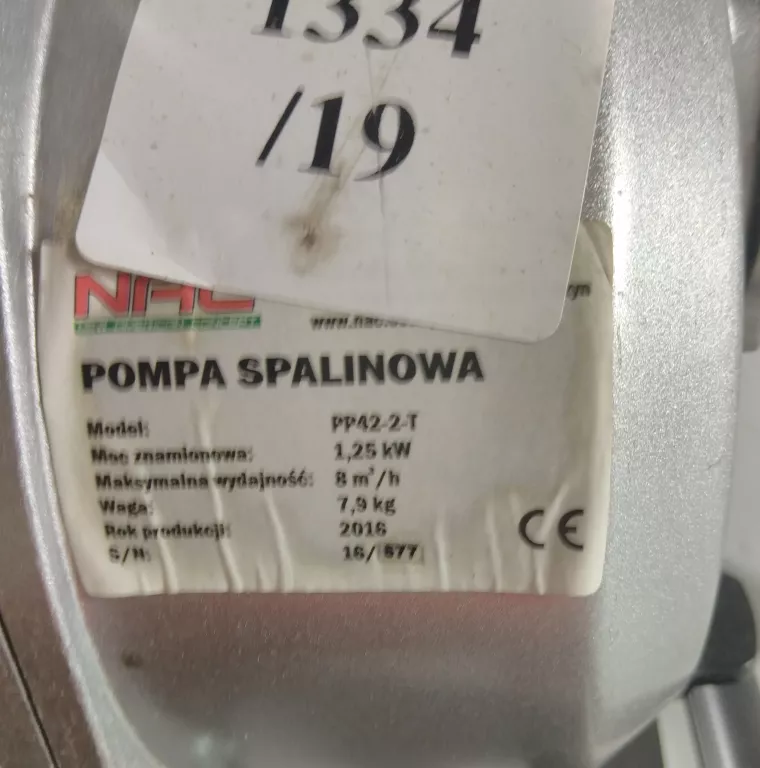 1334
/19
NAC
POMPA SPALINOWA
Model: PP42-2-T
Moc znamionowa: 1,25 kW
Maksymalna wydajność: 8 m³/h
Waga: 7,9 kg
Rok produkcji: 2016
S/N: 16/677
CE